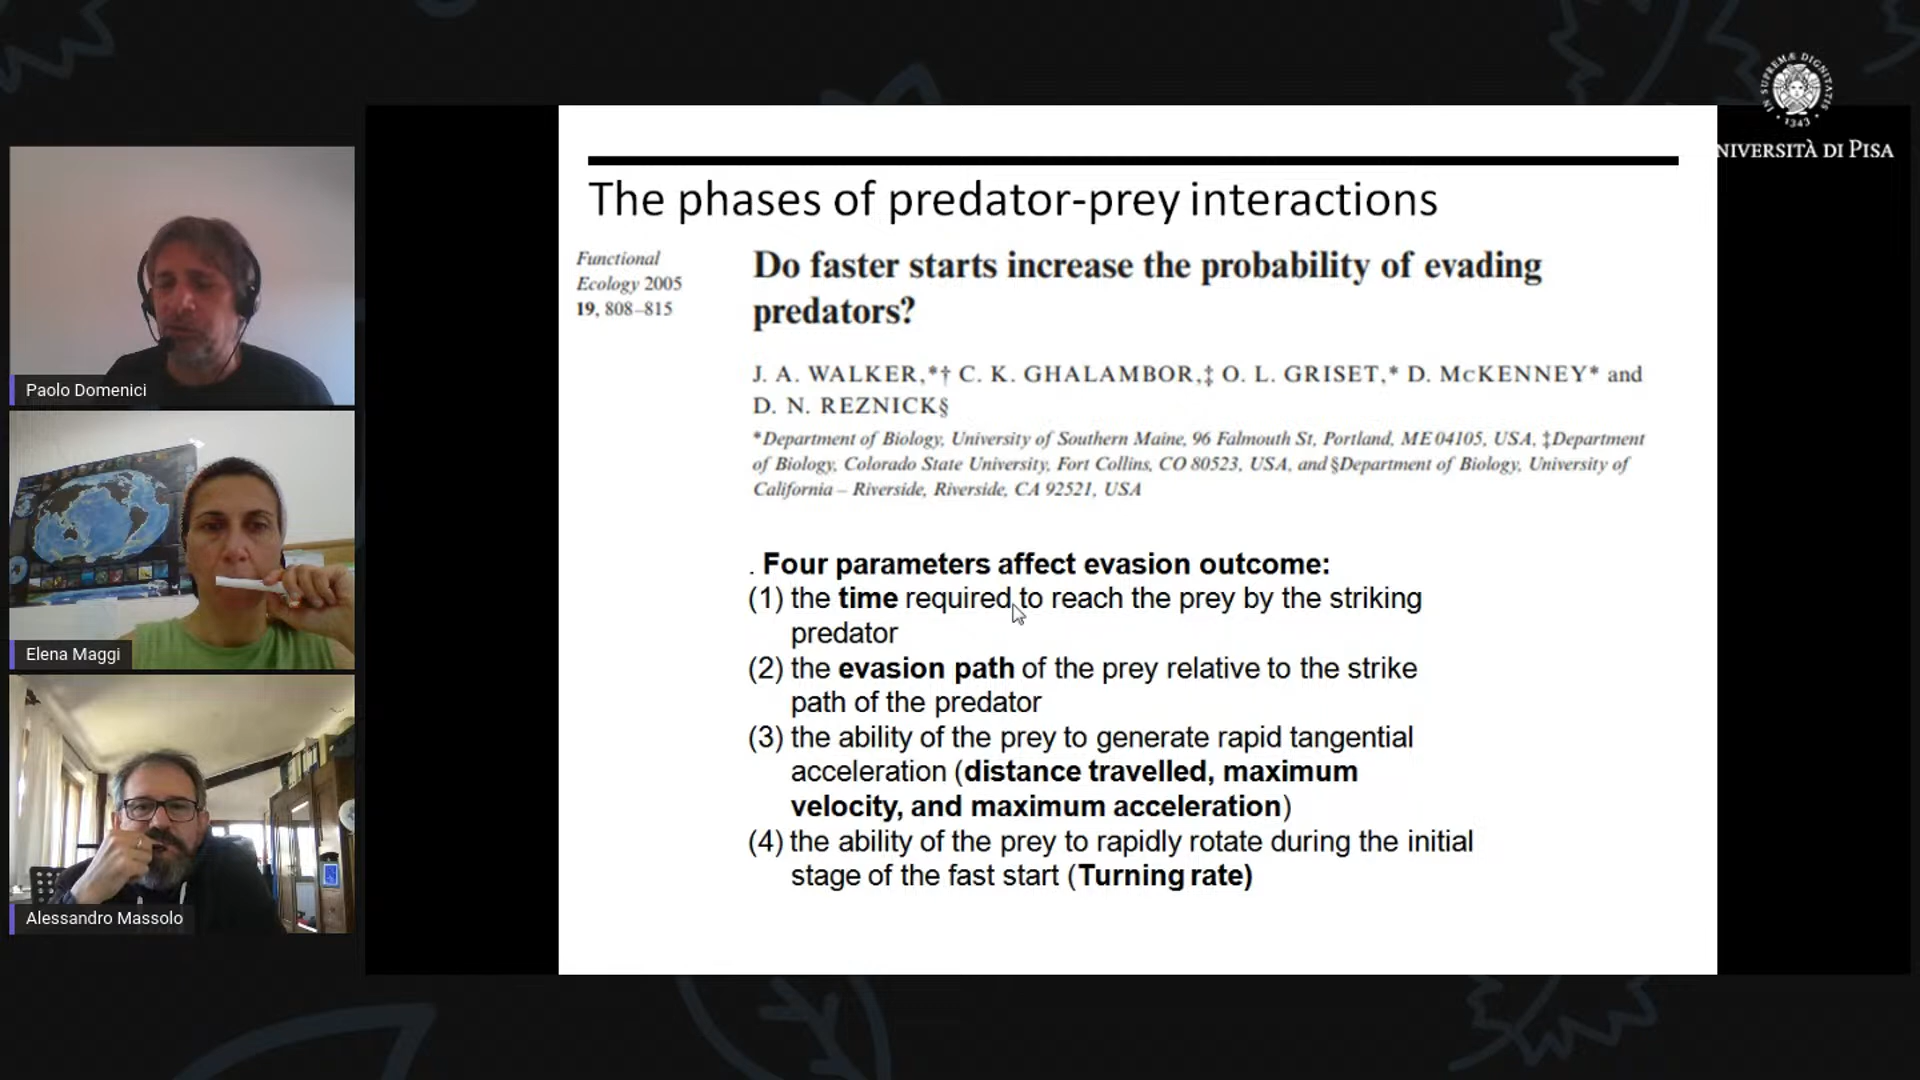 IN SUPREMÆ DIGNITATIS
1343
NIVERSITÀ DI PISA
Paolo Domenici
Elena Maggi
Alessandro Massolo
The phases of predator-prey interactions
Functional
Ecology 2005
19, 808–815
Do faster starts increase the probability of evading
predators?
J. A. WALKER,*† C. K. GHALAMBOR,‡ O. L. GRISET,* D. McKENNEY* and
D. N. REZNICK§
*Department of Biology, University of Southern Maine, 96 Falmouth St, Portland, ME 04105, USA, ‡Department
of Biology, Colorado State University, Fort Collins, CO 80523, USA, and §Department of Biology, University of
California – Riverside, Riverside, CA 92521, USA
. Four parameters affect evasion outcome:
(1) the time required to reach the prey by the striking
predator
(2) the evasion path of the prey relative to the strike
path of the predator
(3) the ability of the prey to generate rapid tangential
acceleration (distance travelled, maximum
velocity, and maximum acceleration)
(4) the ability of the prey to rapidly rotate during the initial
stage of the fast start (Turning rate)